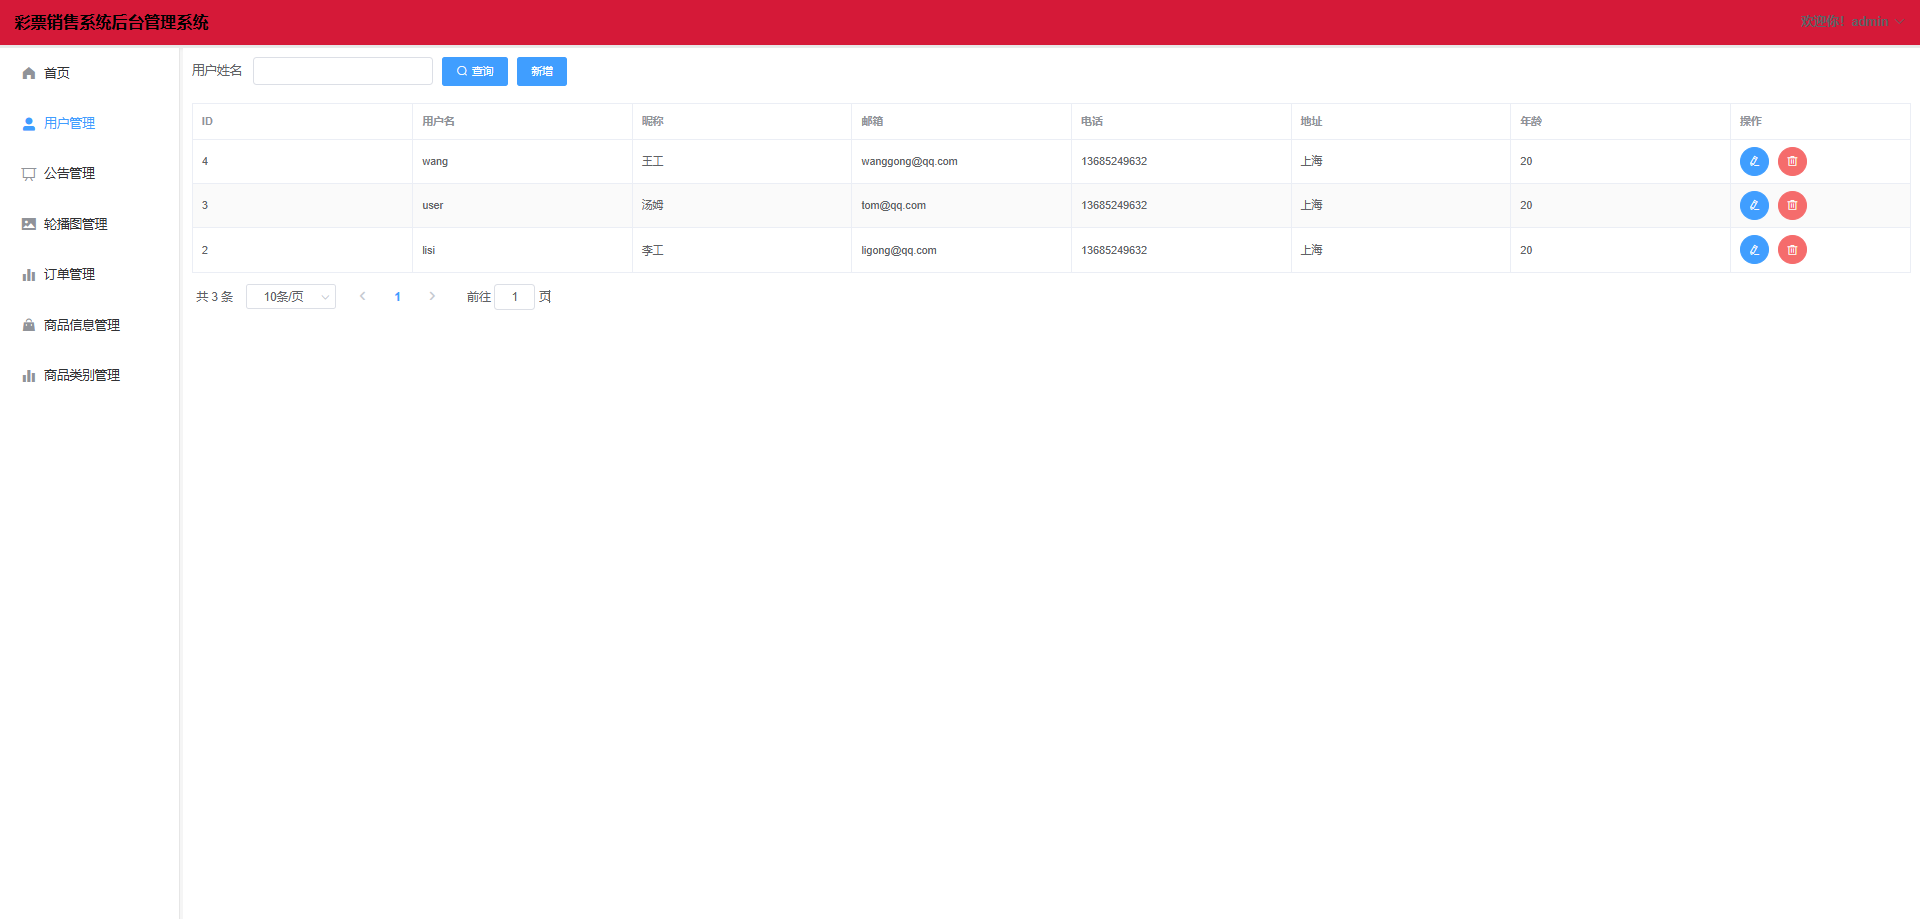 彩票销售系统后台管理系统
欢迎你！admin
首页
用户管理
公告管理
轮播图管理
订单管理
商品信息管理
商品类别管理
用户姓名 查询 新增
ID 用户名 昵称 邮箱 电话 地址 年龄 操作
4 wang 王工 wanggong@qq.com 13685249632 上海 20
3 user 汤姆 tom@qq.com 13685249632 上海 20
2 lisi 李工 ligong@qq.com 13685249632 上海 20
共 3 条 10条/页 1 前往 1 页